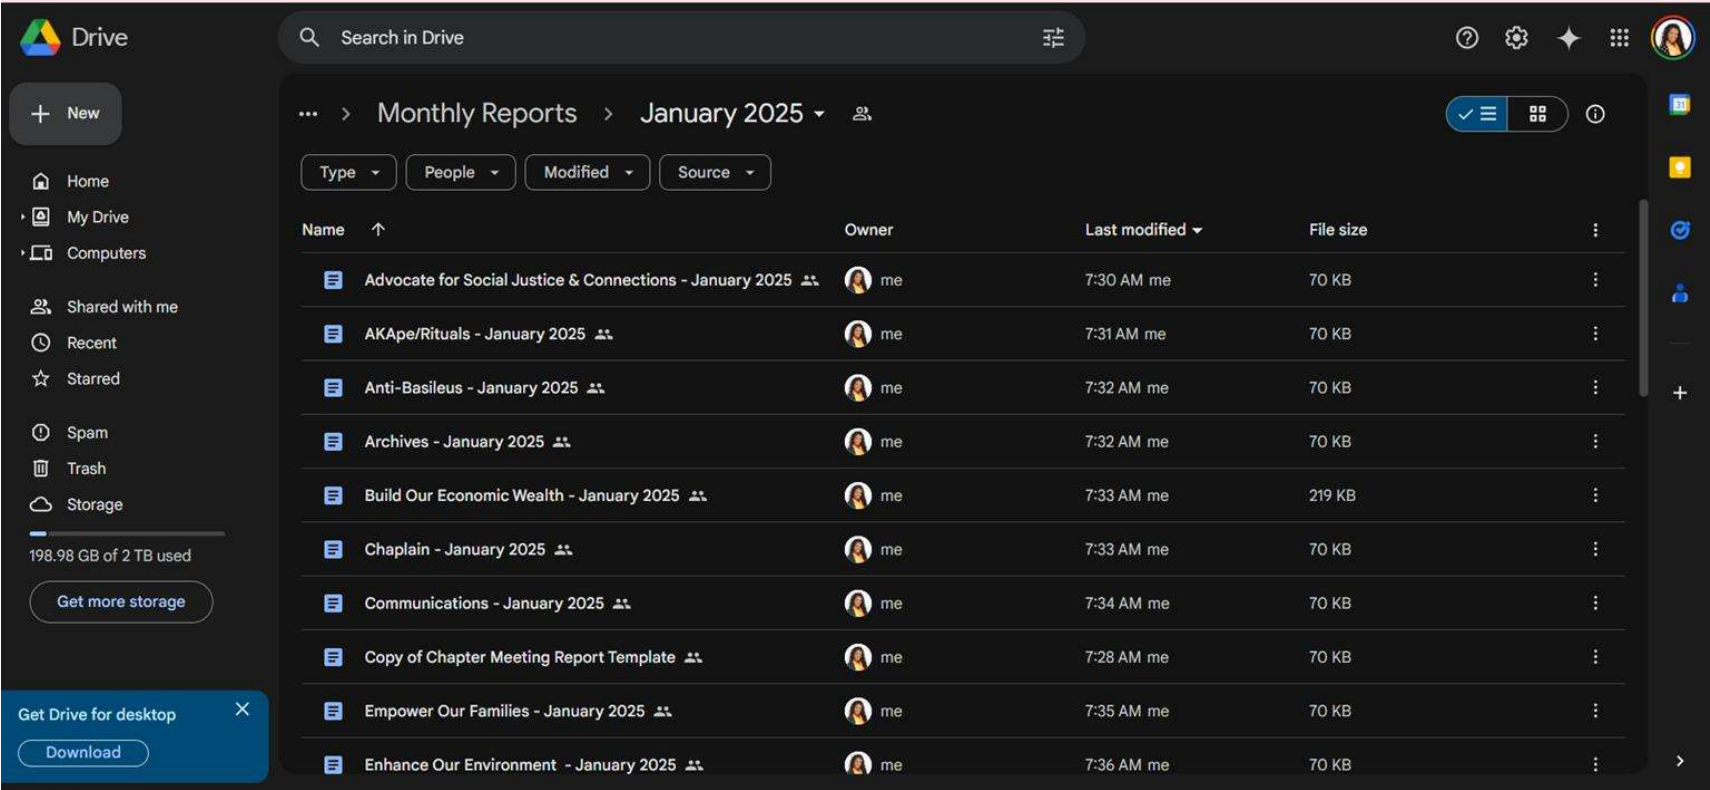 Drive
Search in Drive
New
Home
My Drive
Computers
Shared with me
Recent
Starred
Spam
Trash
Storage
198.98 GB of 2 TB used
Get more storage
Get Drive for desktop
Download
... > Monthly Reports > January 2025
Type People Modified Source
Name Owner Last modified File size
Advocate for Social Justice & Connections - January 2025 me 7:30 AM me 70 KB
AKApe/Rituals - January 2025 me 7:31 AM me 70 KB
Anti-Basileus - January 2025 me 7:32 AM me 70 KB
Archives - January 2025 me 7:32 AM me 70 KB
Build Our Economic Wealth - January 2025 me 7:33 AM me 219 KB
Chaplain - January 2025 me 7:33 AM me 70 KB
Communications - January 2025 me 7:34 AM me 70 KB
Copy of Chapter Meeting Report Template me 7:28 AM me 70 KB
Empower Our Families - January 2025 me 7:35 AM me 70 KB
Enhance Our Environment - January 2025 me 7:36 AM me 70 KB
31